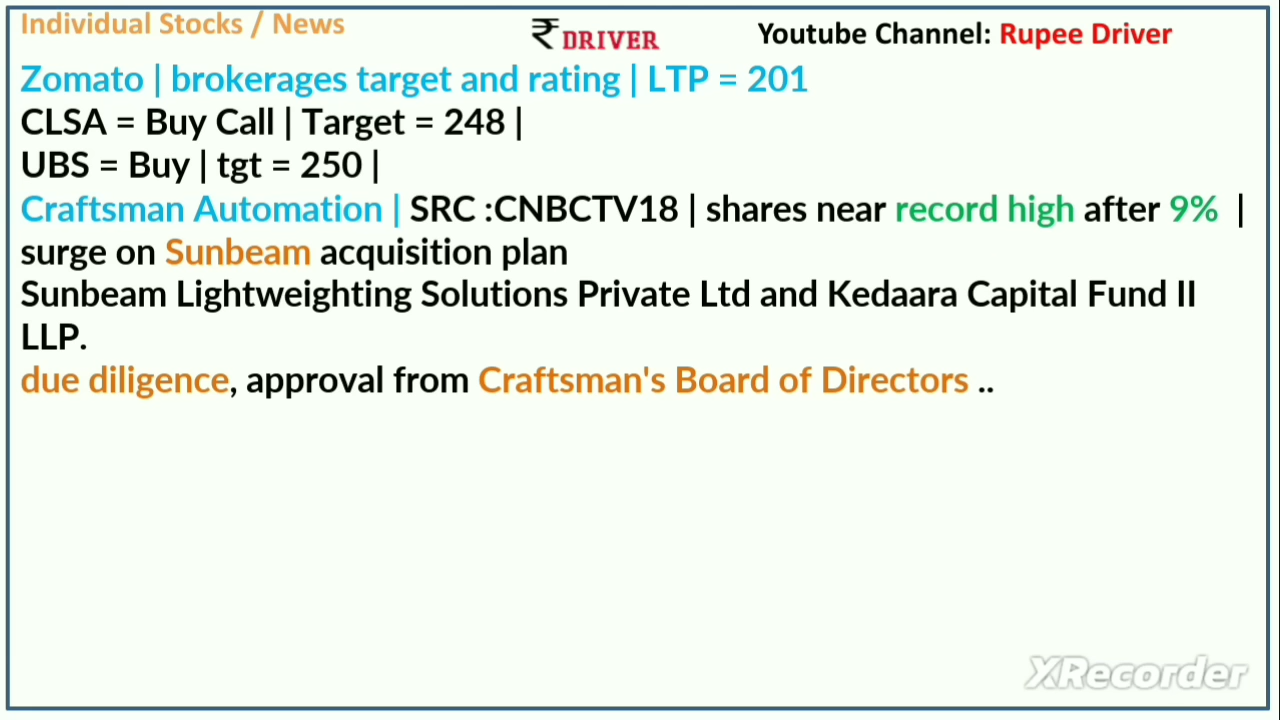 Individual Stocks / News
₹ DRIVER
Youtube Channel: Rupee Driver
Zomato | brokerages target and rating | LTP = 201
CLSA = Buy Call | Target = 248 |
UBS = Buy | tgt = 250 |
Craftsman Automation | SRC :CNBCTV18 | shares near record high after 9% |
surge on Sunbeam acquisition plan
Sunbeam Lightweighting Solutions Private Ltd and Kedaara Capital Fund II
LLP.
due diligence, approval from Craftsman's Board of Directors ..
XRecorder